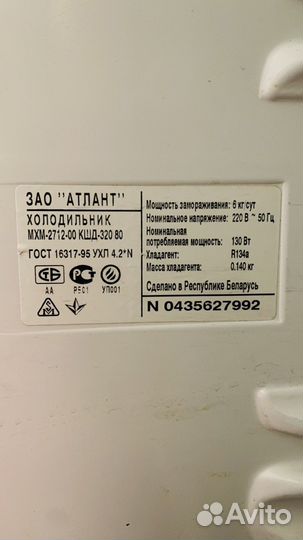 ЗАО "АТЛАНТ"
ХОЛОДИЛЬНИК
МХМ-2712-00 КШД-320 80
ГОСТ 16317-95 УХЛ 4.2*N
АА РБ01 УП001
Мощность замораживания: 6 кг/сут
Номинальное напряжение: 220 В ~ 50 Гц
Номинальная
потребляемая мощность: 130 Вт
Хладагент: R134a
Масса хладагента: 0.140 кг
Сделано в Республике Беларусь
N 0435627992
Avito